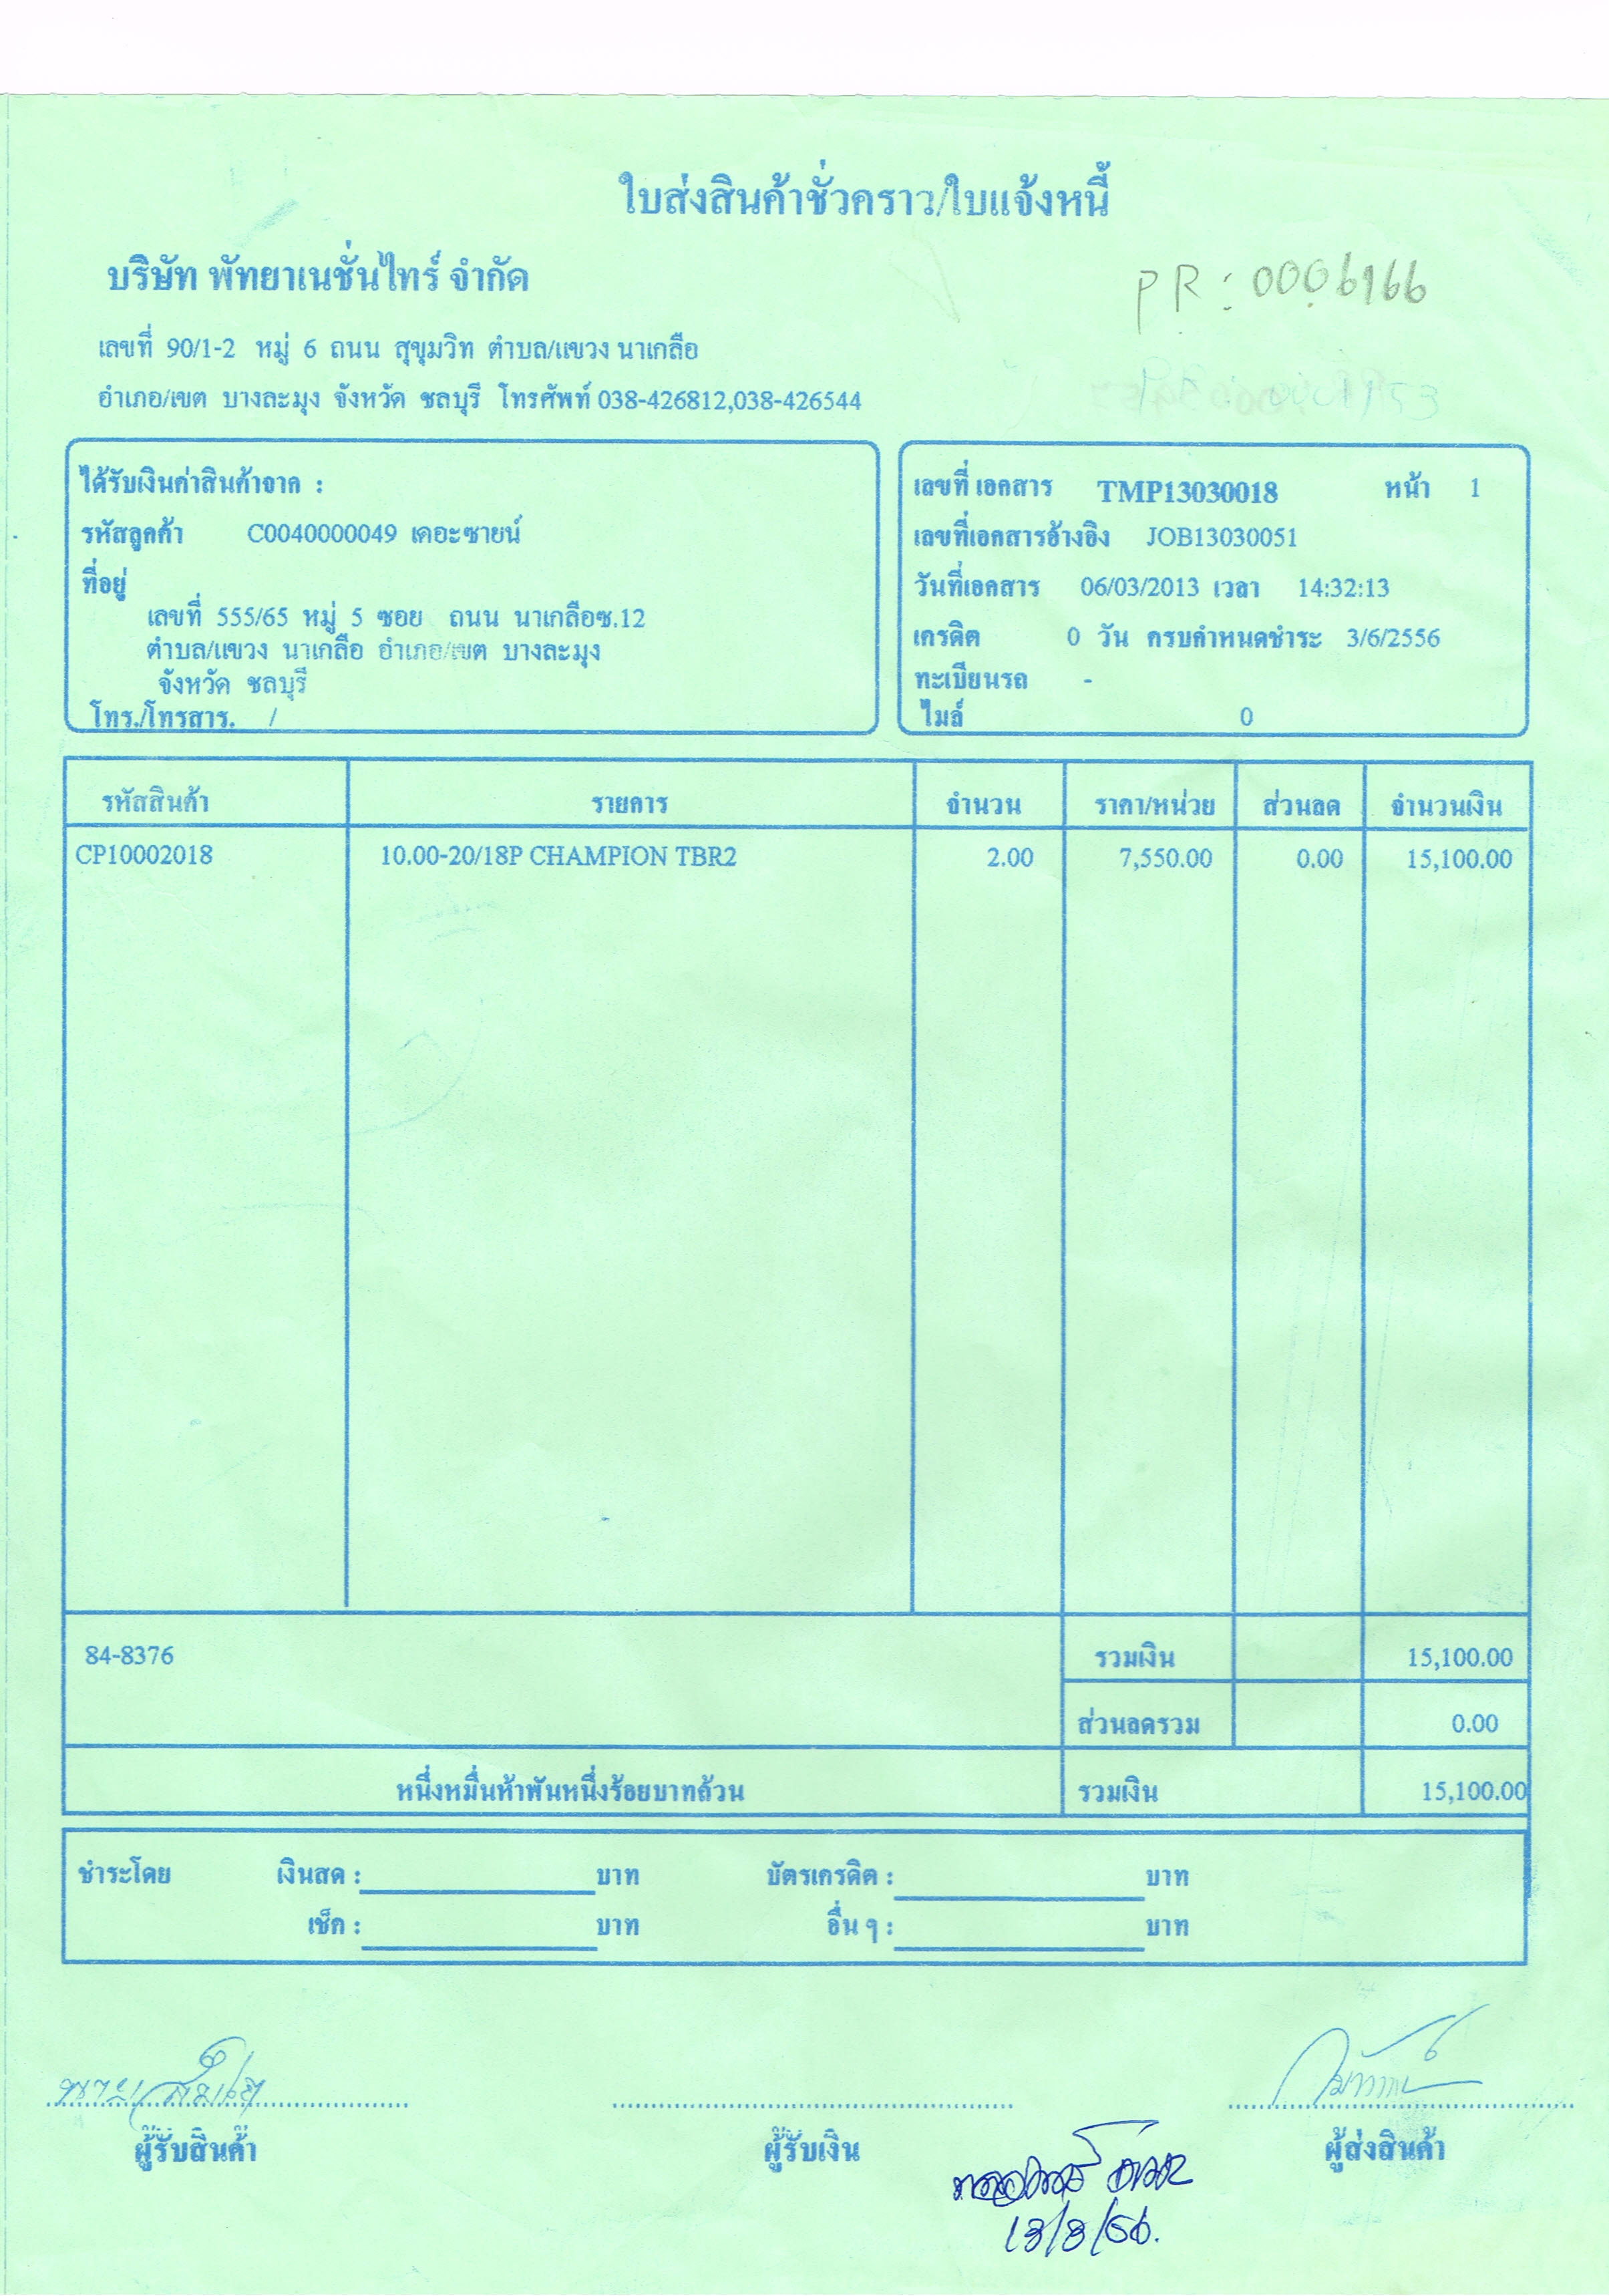 ใบส่งสินค้าชั่วคราว/ใบแจ้งหนี้
บริษัท พัทยาเนชั่นไทร์ จำกัด
PR: 0006966
เลขที่ 90/1-2 หมู่ 6 ถนน สุขุมวิท ตำบล/แขวง นาเกลือ
อำเภอ/เขต บางละมุง จังหวัด ชลบุรี โทรศัพท์ 038-426812,038-426544
ได้รับเงินค่าสินค้าจาก :
รหัสลูกค้า C0040000049 เดอะซายน์
ที่อยู่
เลขที่ 555/65 หมู่ 5 ซอย ถนน นาเกลือซ.12
ตำบล/แขวง นาเกลือ อำเภอ/เขต บางละมุง
จังหวัด ชลบุรี
โทร./โทรสาร. /
เลขที่ เอกสาร TMP13030018 หน้า 1
เลขที่เอกสารอ้างอิง JOB13030051
วันที่เอกสาร 06/03/2013 เวลา 14:32:13
เครดิต 0 วัน ครบกำหนดชำระ 3/6/2556
ทะเบียนรถ -
ไมล์ 0
รหัสสินค้า รายการ จำนวน ราคา/หน่วย ส่วนลด จำนวนเงิน
CP10002018 10.00-20/18P CHAMPION TBR2 2.00 7,550.00 0.00 15,100.00
84-8376 รวมเงิน 15,100.00
ส่วนลดรวม 0.00
หนึ่งหมื่นห้าพันหนึ่งร้อยบาทถ้วน รวมเงิน 15,100.00
ชำระโดย เงินสด : บาท บัตรเครดิต : บาท
เช็ค : บาท อื่น ๆ : บาท
ผู้รับสินค้า ผู้รับเงิน ผู้ส่งสินค้า
13/3/56.